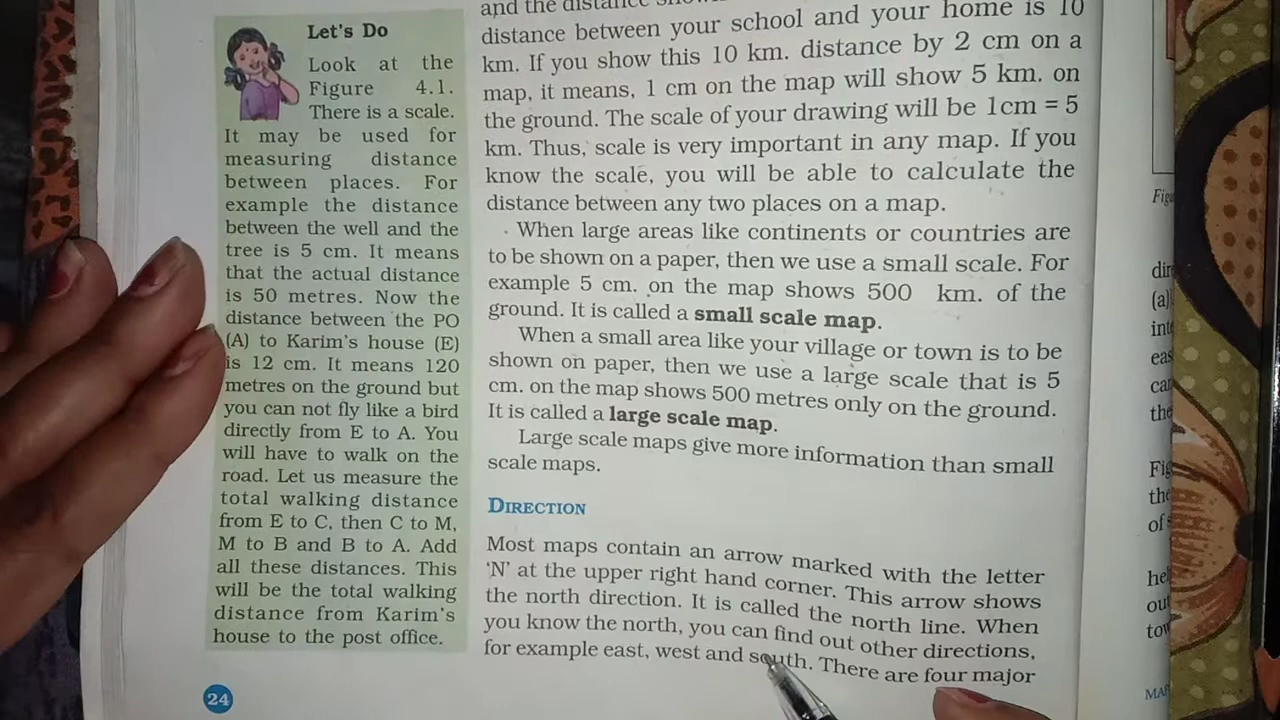 Let's Do
Look at the
Figure 4.1.
There is a scale.
It may be used for
measuring distance
between places. For
example the distance
between the well and the
tree is 5 cm. It means
that the actual distance
is 50 metres. Now the
distance between the PO
(A) to Karim's house (E)
is 12 cm. It means 120
metres on the ground but
you can not fly like a bird
directly from E to A. You
will have to walk on the
road. Let us measure the
total walking distance
from E to C, then C to M,
M to B and B to A. Add
all these distances. This
will be the total walking
distance from Karim's
house to the post office.
24
and the distance
distance between your school and your home is 10
km. If you show this 10 km. distance by 2 cm on a
map, it means, 1 cm on the map will show 5 km. on
the ground. The scale of your drawing will be 1cm = 5
km. Thus, scale is very important in any map. If you
know the scale, you will be able to calculate the
distance between any two places on a map.
When large areas like continents or countries are
to be shown on a paper, then we use a small scale. For
example 5 cm. on the map shows 500 km. of the
ground. It is called a small scale map.
When a small area like your village or town is to be
shown on paper, then we use a large scale that is 5
cm. on the map shows 500 metres only on the ground.
It is called a large scale map.
Large scale maps give more information than small
scale maps.
DIRECTION
Most maps contain an arrow marked with the letter
‘N’ at the upper right hand corner. This arrow shows
the north direction. It is called the north line. When
you know the north, you can find out other directions,
for example east, west and south. There are four major
(a)
the
the
of